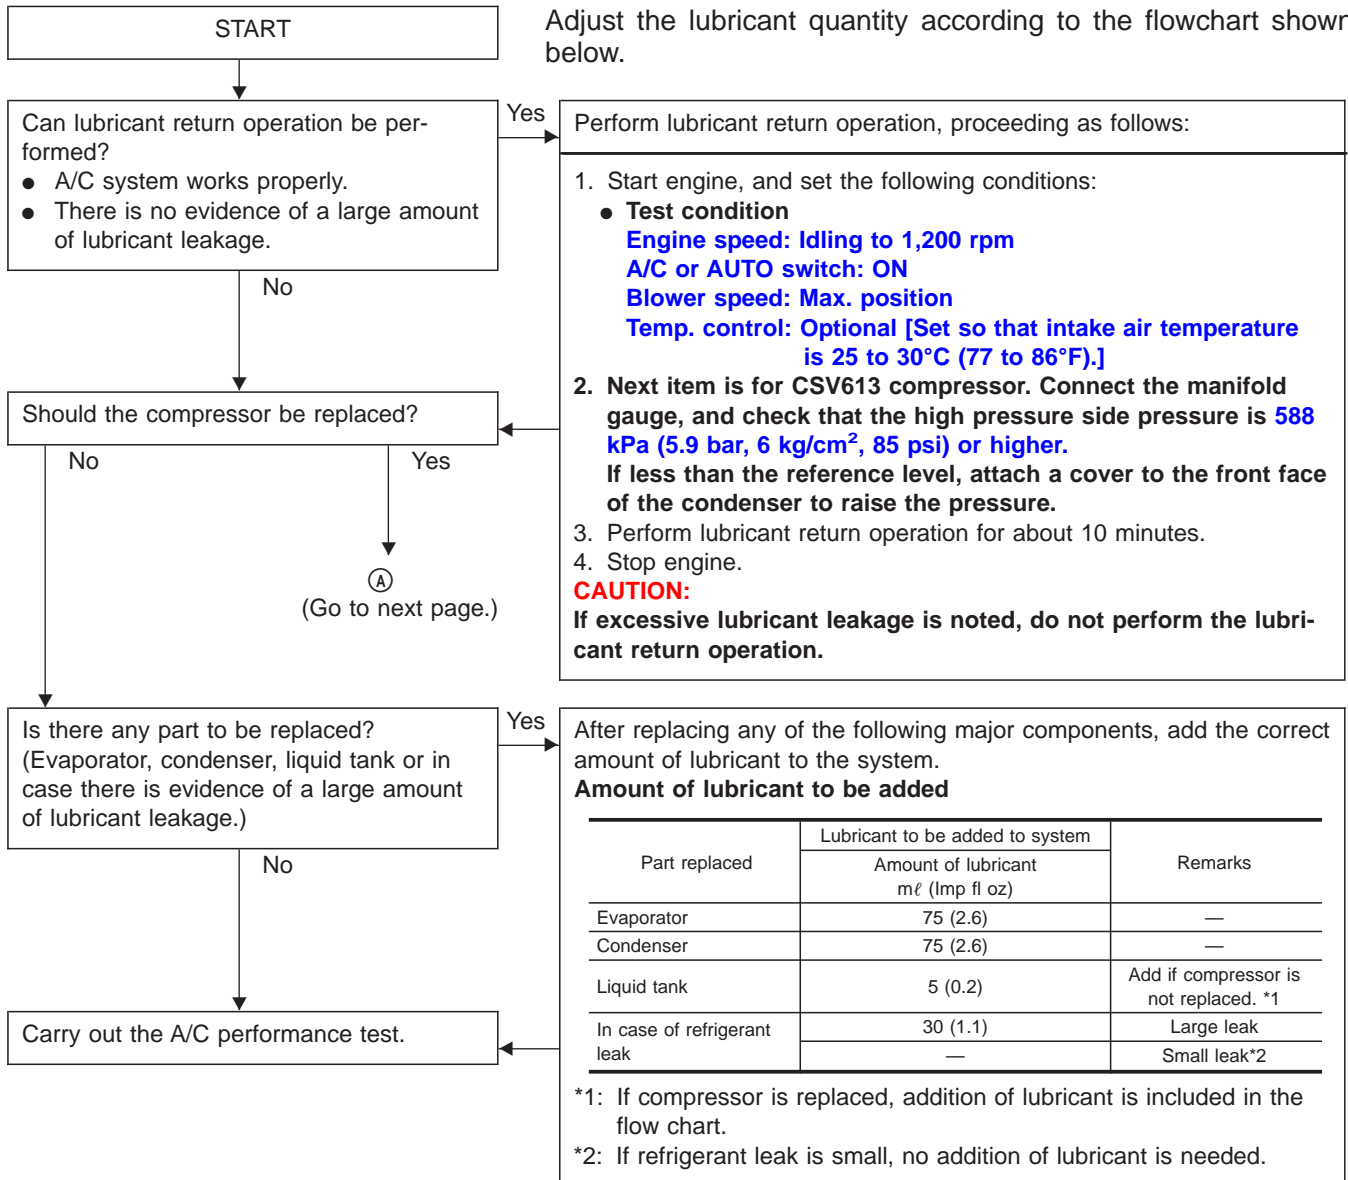 START
Adjust the lubricant quantity according to the flowchart shown
below.
Can lubricant return operation be per-
formed?
● A/C system works properly.
● There is no evidence of a large amount
of lubricant leakage.
Yes
No
Perform lubricant return operation, proceeding as follows:
1. Start engine, and set the following conditions:
● Test condition
Engine speed: Idling to 1,200 rpm
A/C or AUTO switch: ON
Blower speed: Max. position
Temp. control: Optional [Set so that intake air temperature
is 25 to 30°C (77 to 86°F).]
2. Next item is for CSV613 compressor. Connect the manifold
gauge, and check that the high pressure side pressure is 588
kPa (5.9 bar, 6 kg/cm², 85 psi) or higher.
If less than the reference level, attach a cover to the front face
of the condenser to raise the pressure.
3. Perform lubricant return operation for about 10 minutes.
4. Stop engine.
CAUTION:
If excessive lubricant leakage is noted, do not perform the lubri-
cant return operation.
Should the compressor be replaced?
No
Yes
Ⓐ
(Go to next page.)
Is there any part to be replaced?
(Evaporator, condenser, liquid tank or in
case there is evidence of a large amount
of lubricant leakage.)
Yes
No
After replacing any of the following major components, add the correct
amount of lubricant to the system.
Amount of lubricant to be added
Part replaced
Lubricant to be added to system
Amount of lubricant
mℓ (Imp fl oz)
Remarks
Evaporator 75 (2.6) —
Condenser 75 (2.6) —
Liquid tank 5 (0.2) Add if compressor is
not replaced. *1
In case of refrigerant
leak
30 (1.1) Large leak
— Small leak*2
*1: If compressor is replaced, addition of lubricant is included in the
flow chart.
*2: If refrigerant leak is small, no addition of lubricant is needed.
Carry out the A/C performance test.